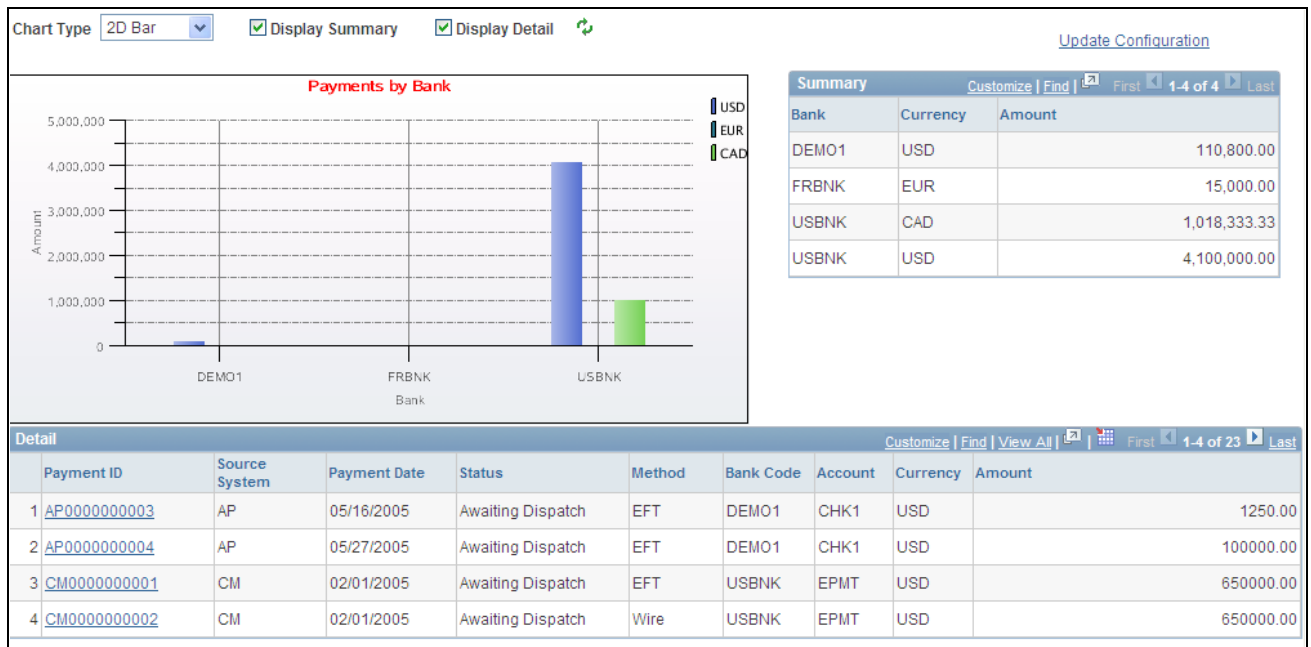 Chart Type 2D Bar Display Summary Display Detail
Update Configuration
Payments by Bank
USD
EUR
CAD
5,000,000
4,000,000
3,000,000
2,000,000
1,000,000
0
Amount
DEMO1 FRBNK USBNK
Bank
Summary Customize | Find | First 1-4 of 4 Last
Bank Currency Amount
DEMO1 USD 110,800.00
FRBNK EUR 15,000.00
USBNK CAD 1,018,333.33
USBNK USD 4,100,000.00
Detail Customize | Find | View All | | First 1-4 of 23 Last
Payment ID Source System Payment Date Status Method Bank Code Account Currency Amount
1 AP0000000003 AP 05/16/2005 Awaiting Dispatch EFT DEMO1 CHK1 USD 1250.00
2 AP0000000004 AP 05/27/2005 Awaiting Dispatch EFT DEMO1 CHK1 USD 100000.00
3 CM0000000001 CM 02/01/2005 Awaiting Dispatch EFT USBNK EPMT USD 650000.00
4 CM0000000002 CM 02/01/2005 Awaiting Dispatch Wire USBNK EPMT USD 650000.00